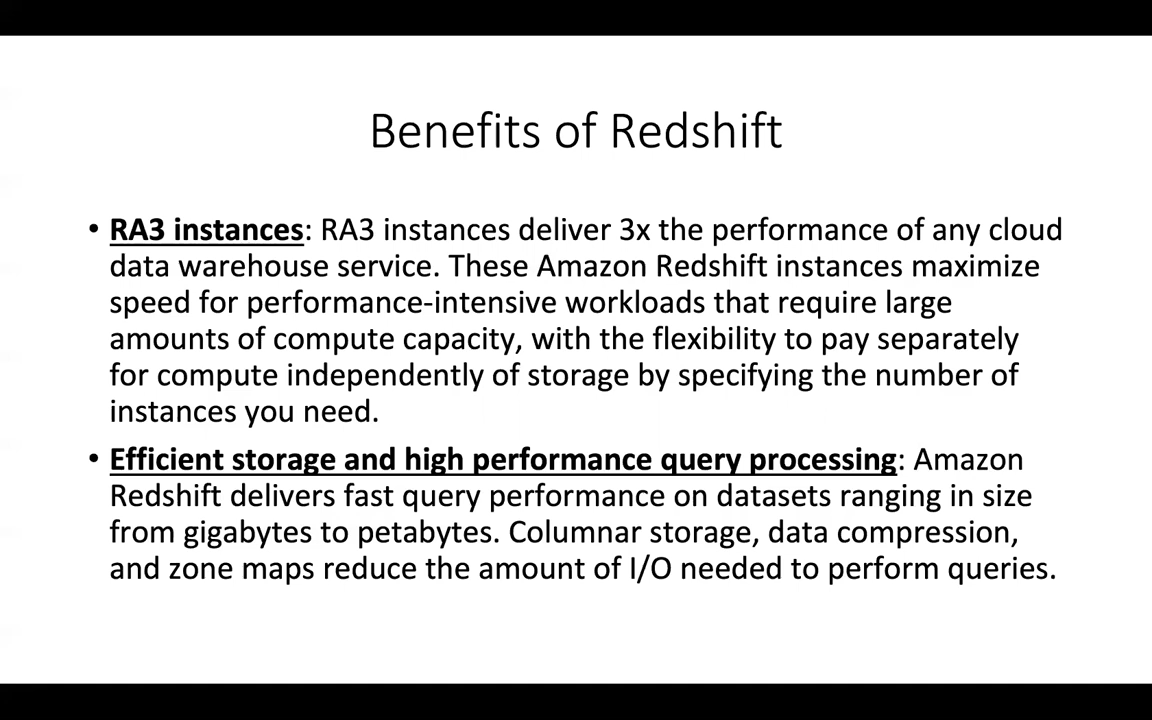 Benefits of Redshift
• RA3 instances: RA3 instances deliver 3x the performance of any cloud
data warehouse service. These Amazon Redshift instances maximize
speed for performance-intensive workloads that require large
amounts of compute capacity, with the flexibility to pay separately
for compute independently of storage by specifying the number of
instances you need.
• Efficient storage and high performance query processing: Amazon
Redshift delivers fast query performance on datasets ranging in size
from gigabytes to petabytes. Columnar storage, data compression,
and zone maps reduce the amount of I/O needed to perform queries.